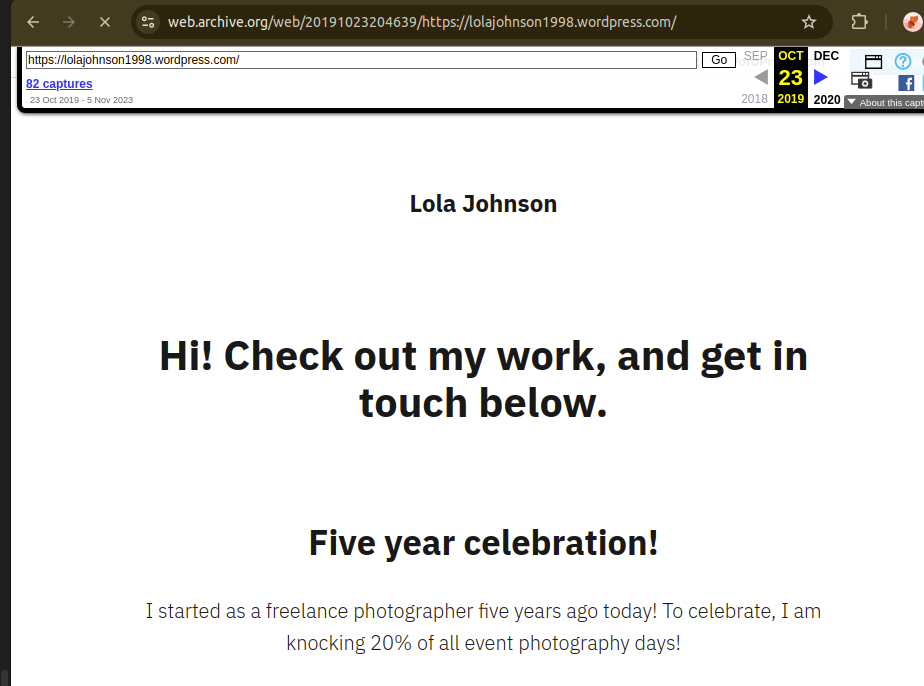 web.archive.org/web/20191023204639/https://lolajohnson1998.wordpress.com/
https://lolajohnson1998.wordpress.com/
Go
SEP
OCT
DEC
82 captures
23
23 Oct 2019 - 5 Nov 2023
2018
2019
2020
About this capt
Lola Johnson
Hi! Check out my work, and get in
touch below.
Five year celebration!
I started as a freelance photographer five years ago today! To celebrate, I am
knocking 20% of all event photography days!